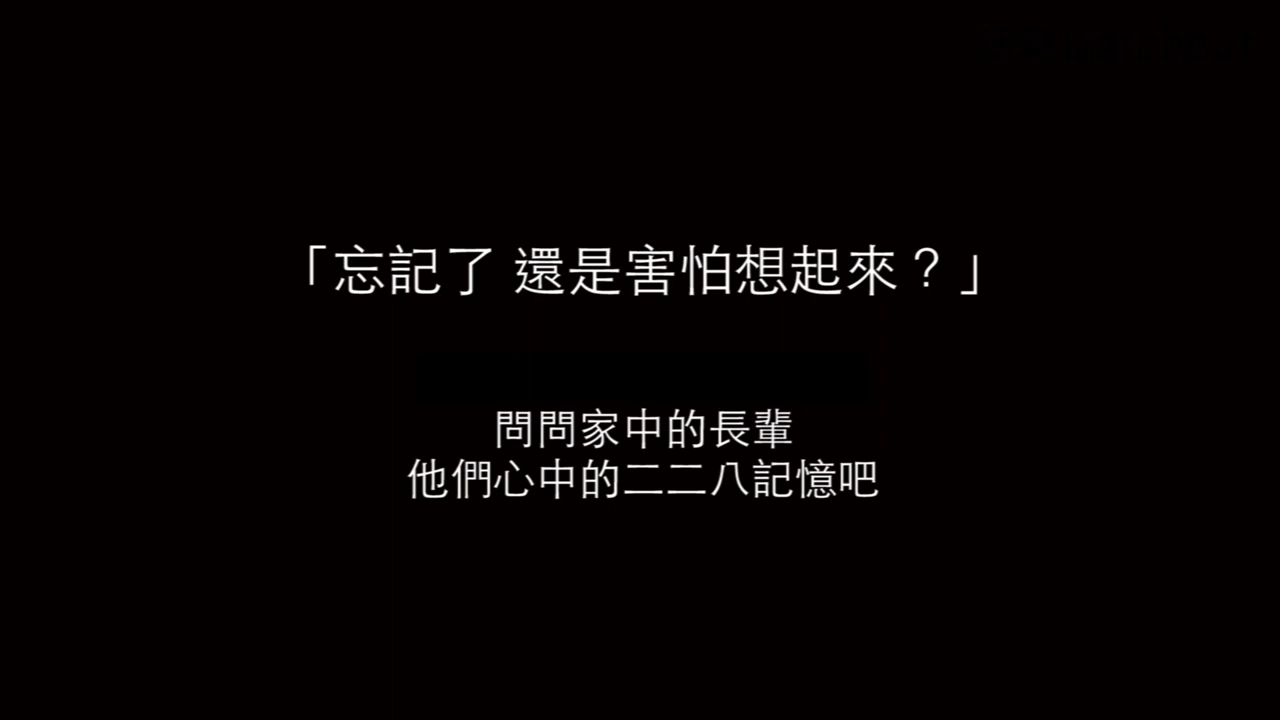 「忘記了 還是害怕想起來？」
問問家中的長輩
他們心中的二二八記憶吧